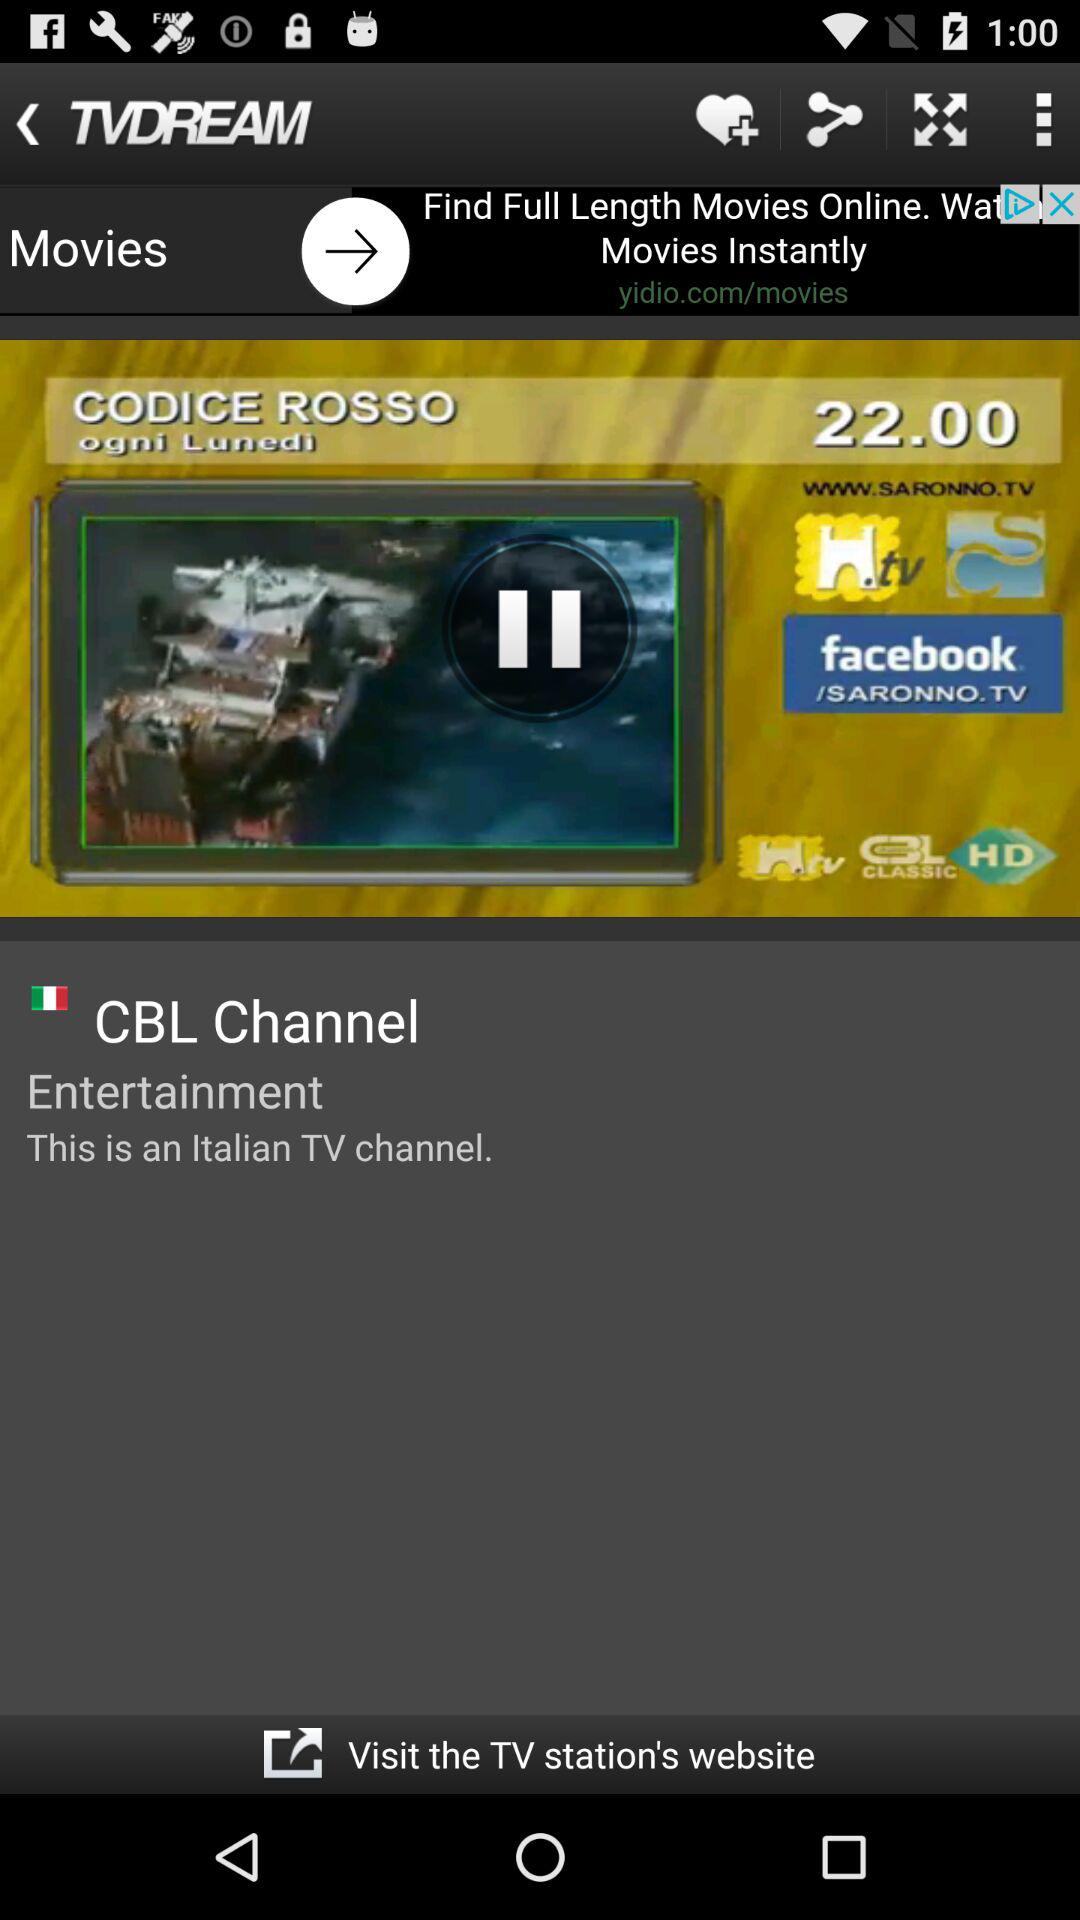 FAKE
1:00
TVDREAM
Movies
Find Full Length Movies Online.
Movies Instantly
yidio.com/movies
CODICE ROSSO
ogni Lunedì
22.00
WWW.SARONNO.TV
H.tv
CS
facebook
/SARONNO.TV
H.tv
CBL
CLASSIC
HD
CBL Channel
Entertainment
This is an Italian TV channel.
Visit the TV station's website